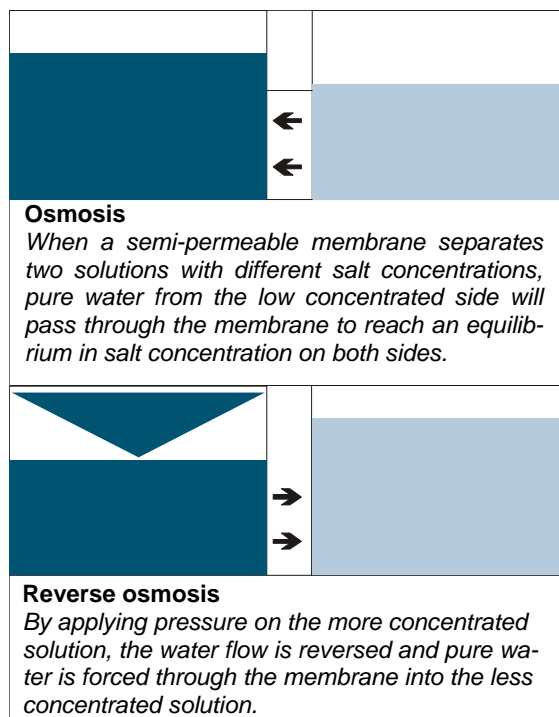 Osmosis
When a semi-permeable membrane separates
two solutions with different salt concentrations,
pure water from the low concentrated side will
pass through the membrane to reach an equilib-
rium in salt concentration on both sides.
Reverse osmosis
By applying pressure on the more concentrated
solution, the water flow is reversed and pure wa-
ter is forced through the membrane into the less
concentrated solution.